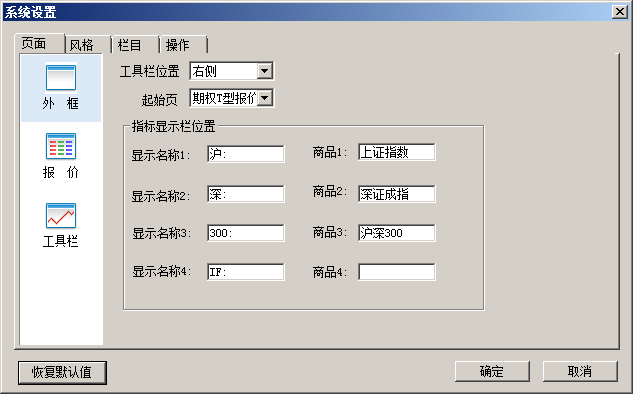 系统设置
页面 风格 栏目 操作
外 框
报 价
工具栏
工具栏位置 右侧
起始页 期权T型报价
指标显示栏位置
显示名称1: 沪: 商品1: 上证指数
显示名称2: 深: 商品2: 深证成指
显示名称3: 300: 商品3: 沪深300
显示名称4: IF: 商品4:
恢复默认值 确定 取消